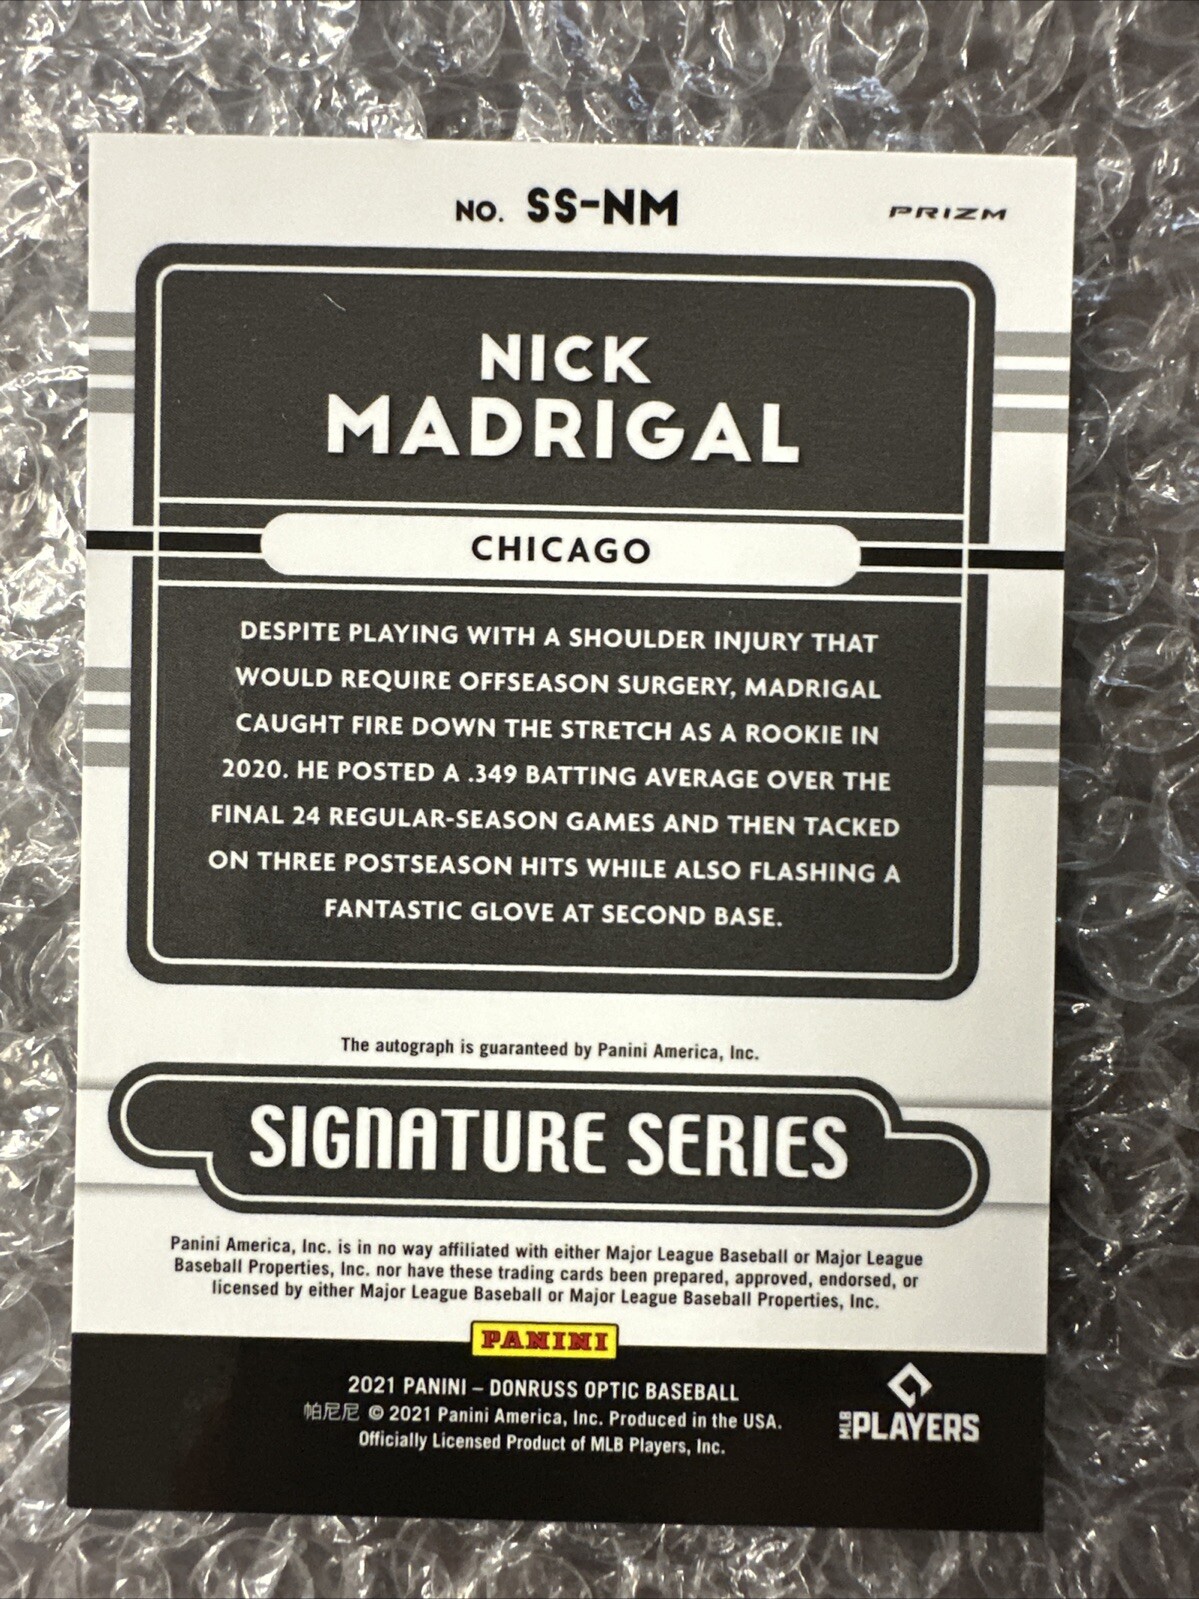 NO. SS-NM
PRIZM
NICK
MADRIGAL
CHICAGO
DESPITE PLAYING WITH A SHOULDER INJURY THAT
WOULD REQUIRE OFFSEASON SURGERY, MADRIGAL
CAUGHT FIRE DOWN THE STRETCH AS A ROOKIE IN
2020. HE POSTED A .349 BATTING AVERAGE OVER THE
FINAL 24 REGULAR-SEASON GAMES AND THEN TACKED
ON THREE POSTSEASON HITS WHILE ALSO FLASHING A
FANTASTIC GLOVE AT SECOND BASE.
The autograph is guaranteed by Panini America, Inc.
SIGNATURE SERIES
Panini America, Inc. is in no way affiliated with either Major League Baseball or Major League
Baseball Properties, Inc. nor have these trading cards been prepared, approved, endorsed, or
licensed by either Major League Baseball or Major League Baseball Properties, Inc.
PANINI
2021 PANINI – DONRUSS OPTIC BASEBALL
帕尼尼 © 2021 Panini America, Inc. Produced in the USA.
Officially Licensed Product of MLB Players, Inc.
MLB PLAYERS